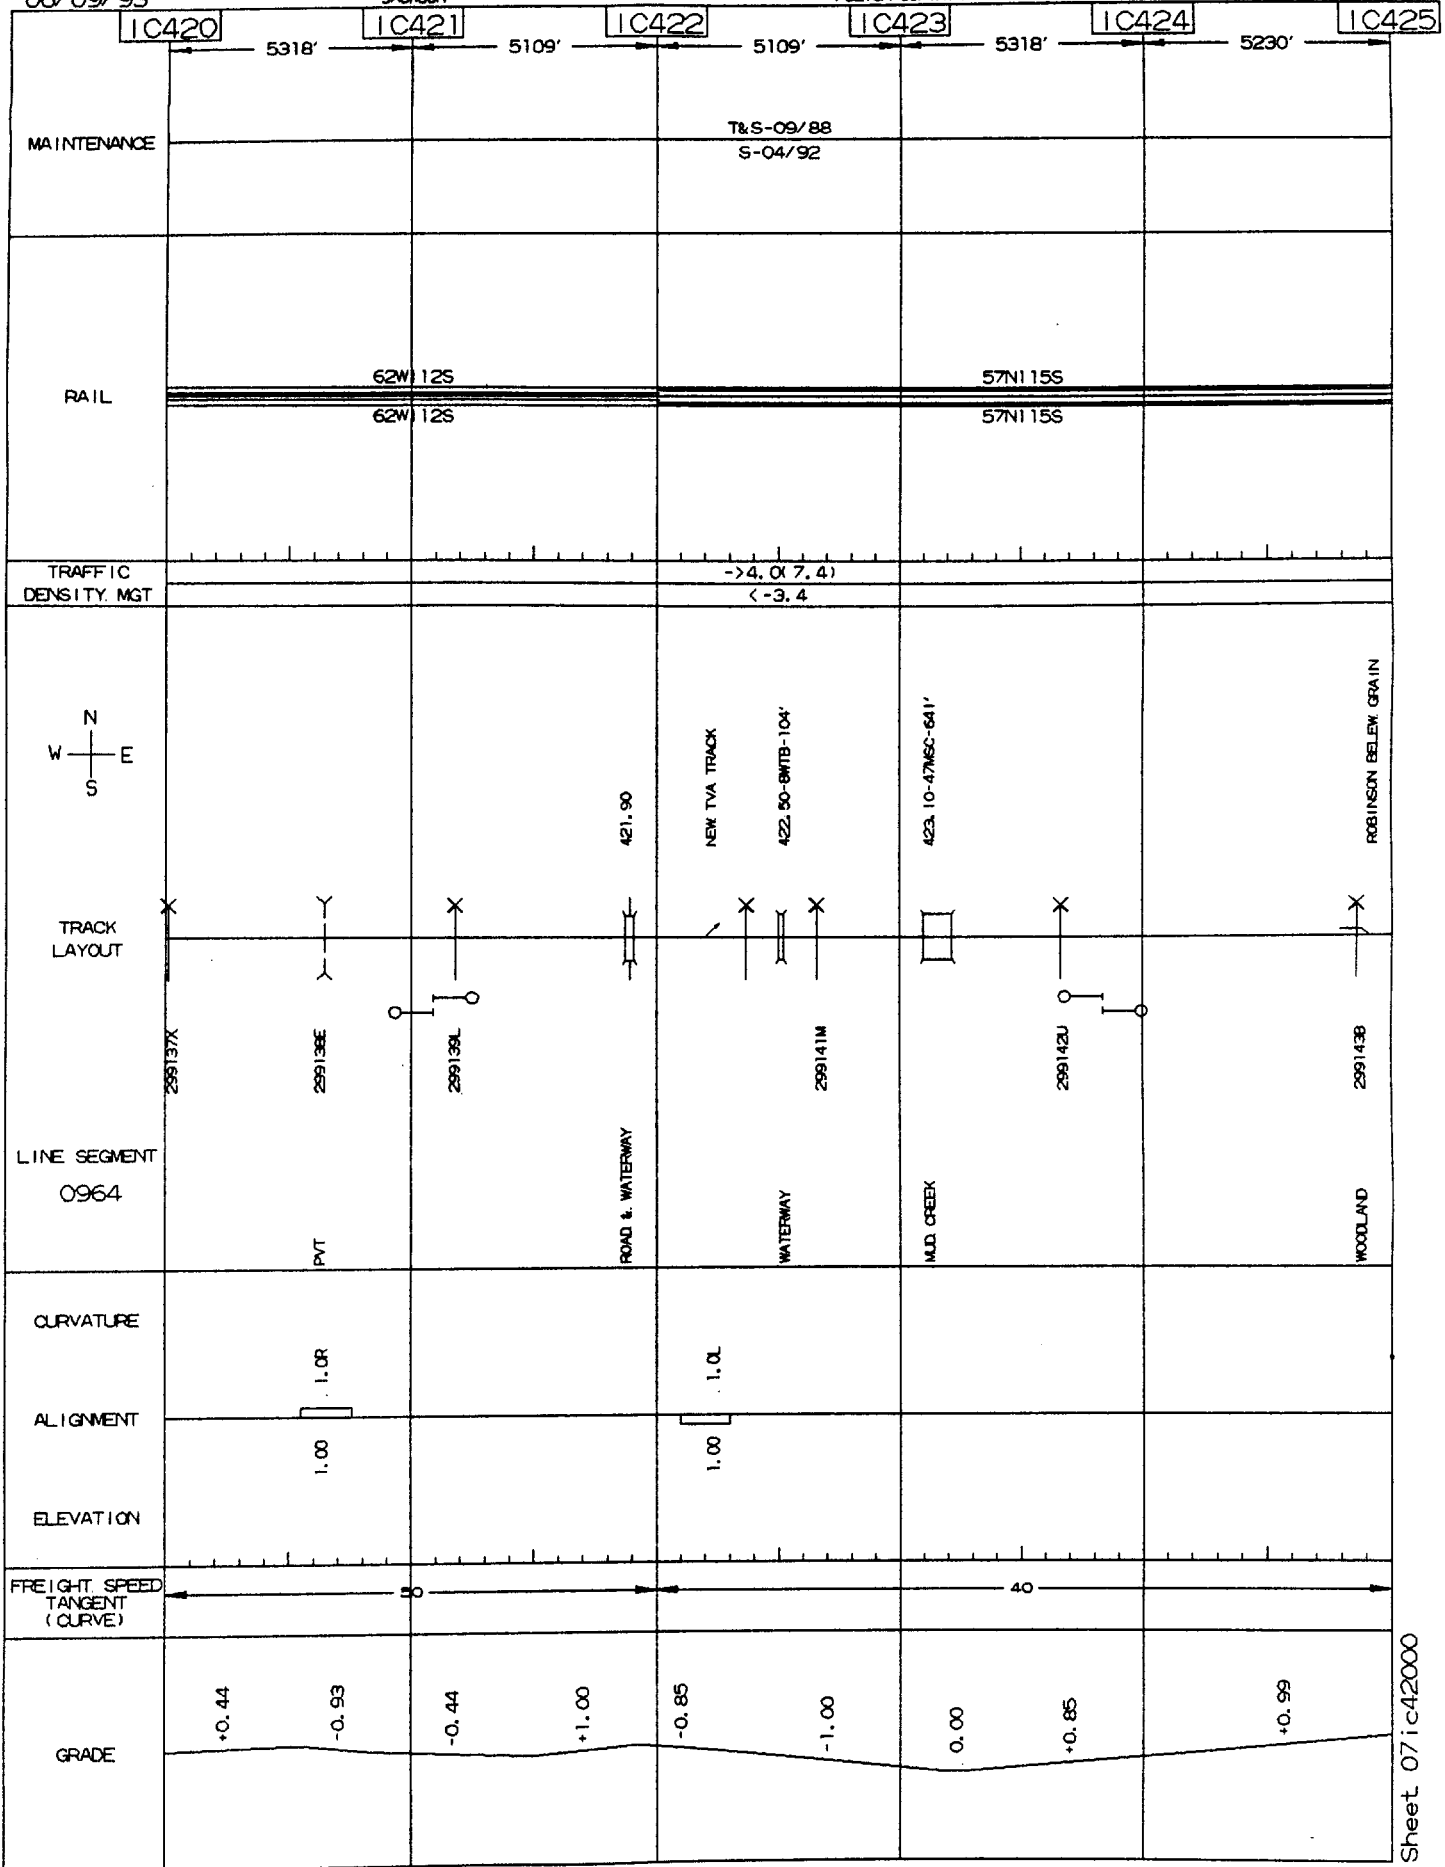 IC420 IC421 IC422 IC423 IC424 IC425
5318' 5109' 5109' 5318' 5230'
MAINTENANCE
T&S-09/88
S-04/92
RAIL
62W112S 57N115S
62W112S 57N115S
TRAFFIC
DENSITY. MGT
->4.0(7.4)
<-3.4
N
W E
S
421.90
NEW. TVA TRACK
422.50-8WTB-104'
423.10-47MSC-641'
ROBINSON BELEW. GRAIN
TRACK
LAYOUT
299137X
299138E
299139L
299141M
299142U
299143B
LINE SEGMENT
0964
PVT
ROAD. &. WATERWAY
WATERWAY
MUD. CREEK
WOODLAND
CURVATURE
1.0R
1.0L
ALIGNMENT
1.00
1.00
ELEVATION
FREIGHT. SPEED
TANGENT
(CURVE)
40
GRADE
+0.44
-0.93
-0.44
+1.00
-0.85
-1.00
0.00
+0.85
+0.99
Sheet 07ic42000